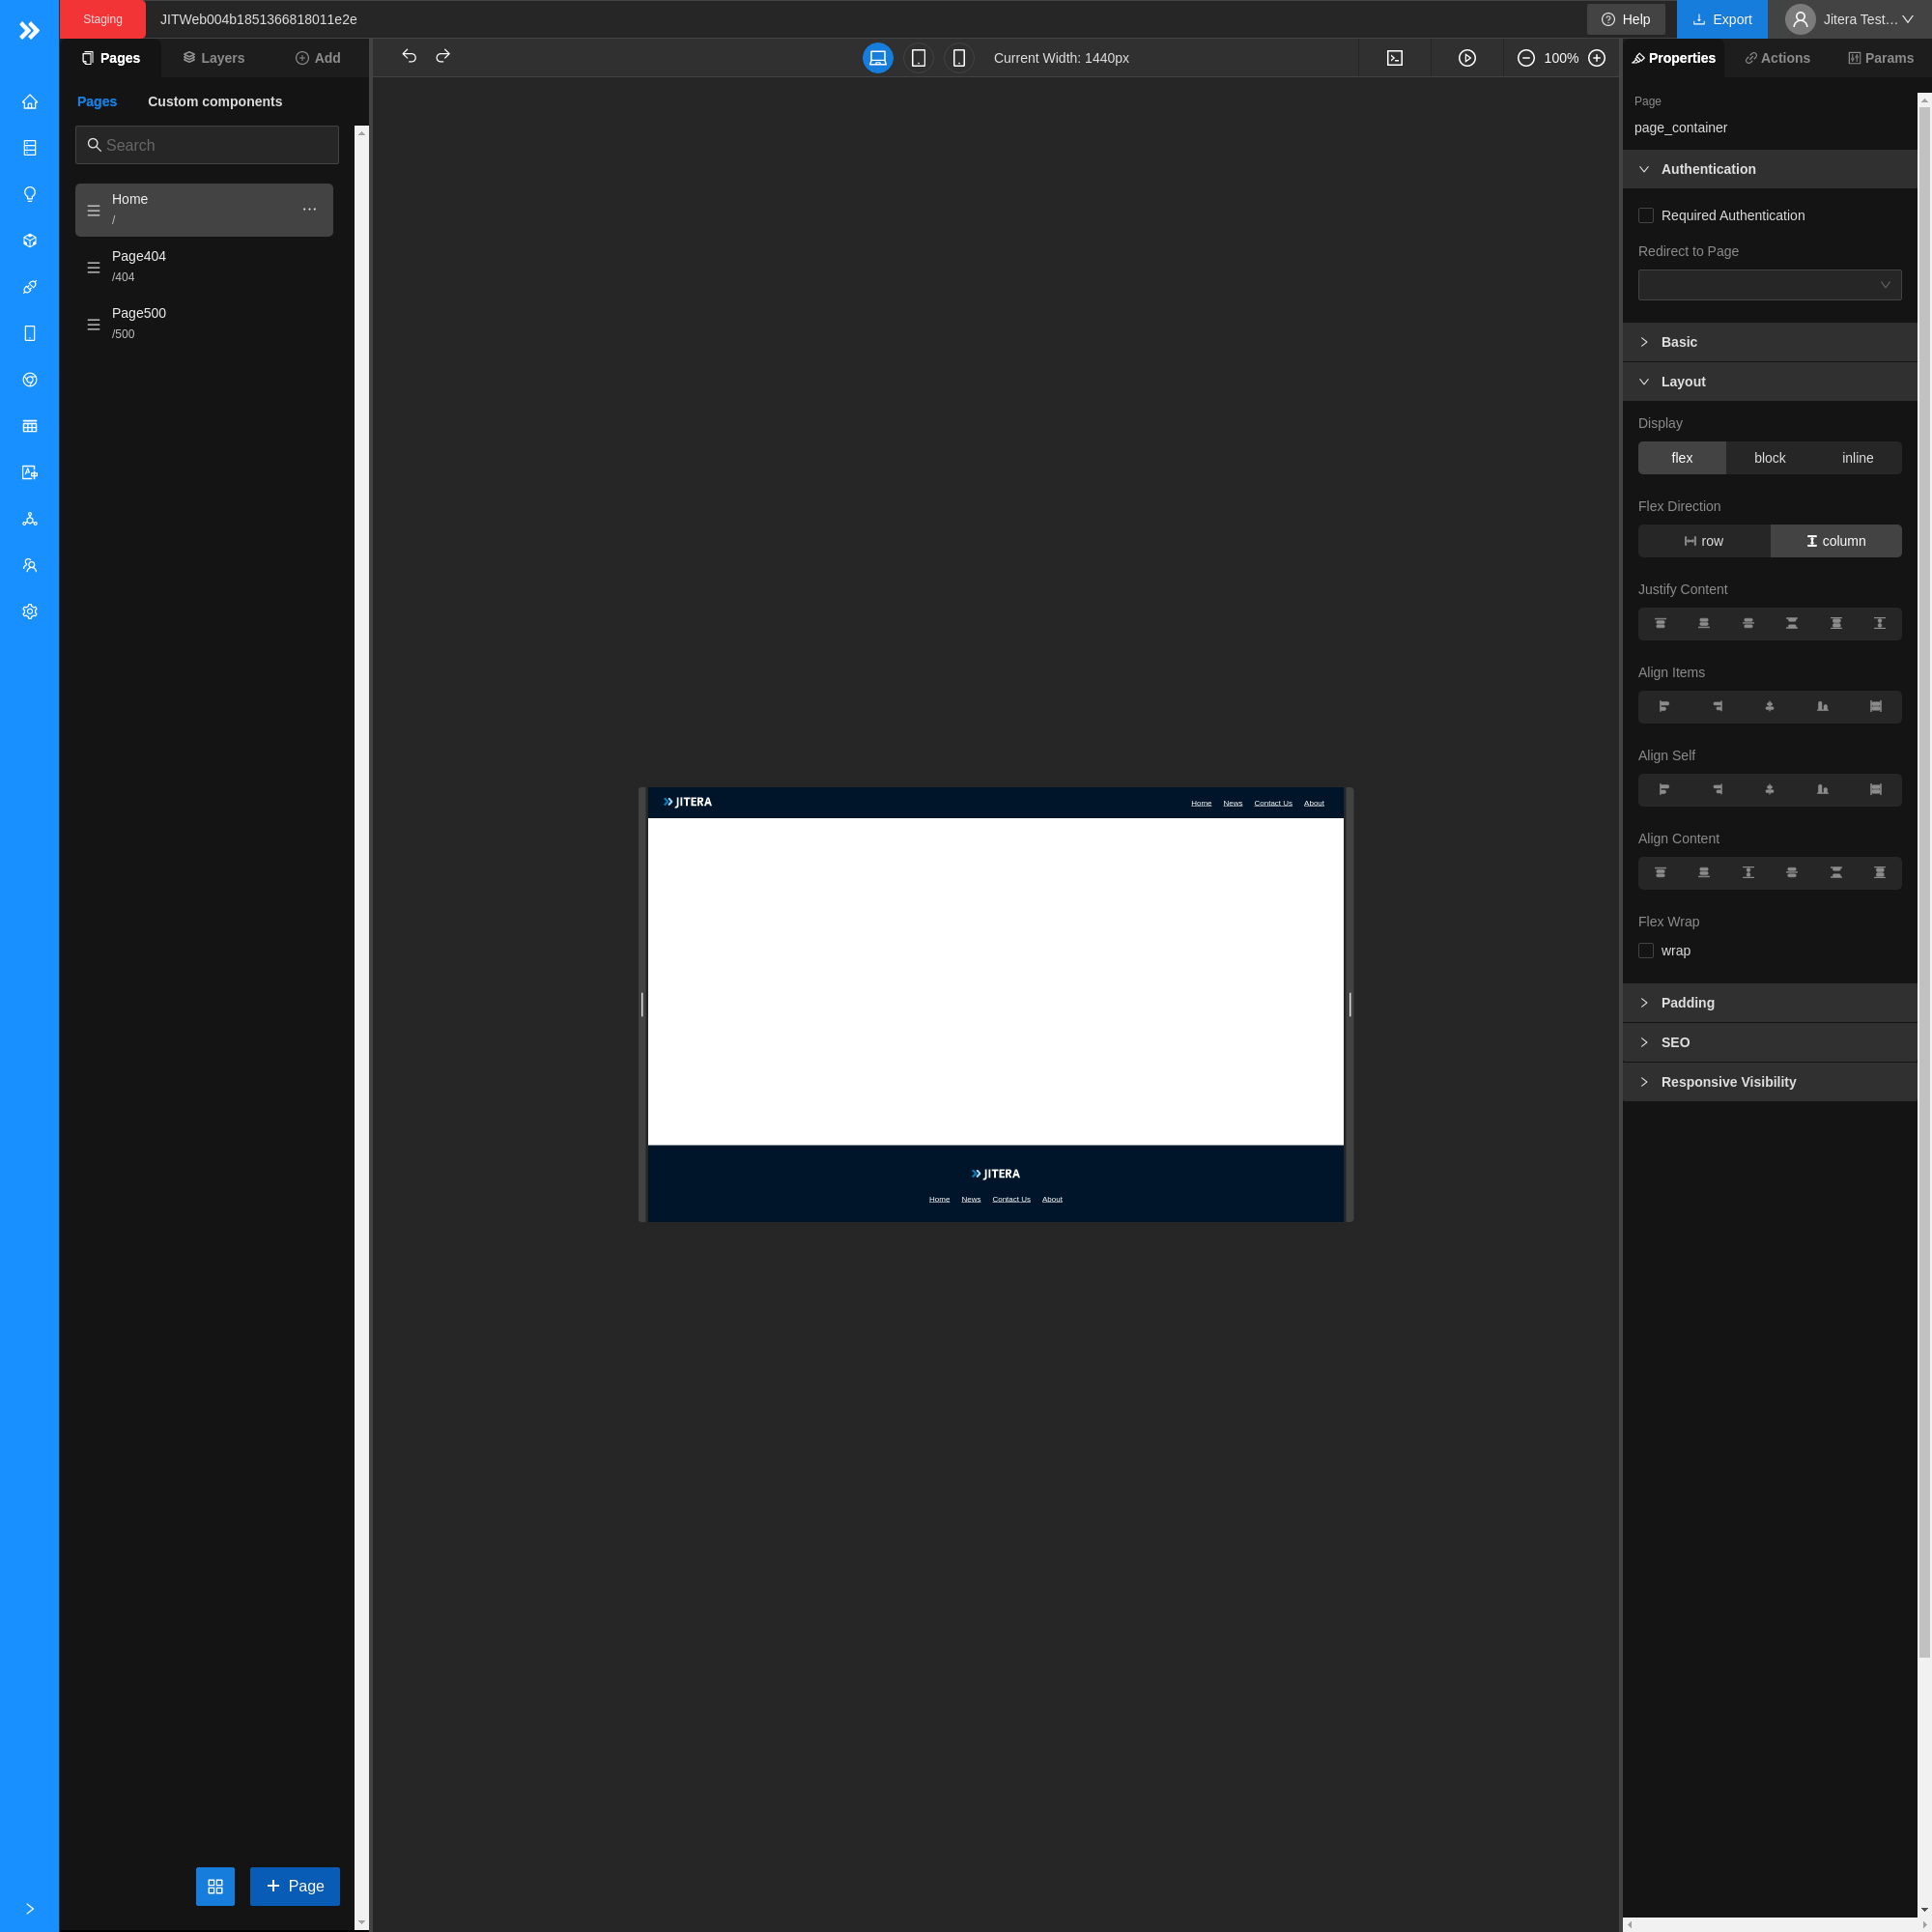 Staging
JITWeb004b1851366818011e2e
Help
Export
Jitera Test…
Pages
Layers
Add
Current Width: 1440px
100%
Properties
Actions
Params
Pages
Custom components
Search
Home
/
Page404
/404
Page500
/500
Page
page_container
Authentication
Required Authentication
Redirect to Page
Basic
Layout
Display
flex
block
inline
Flex Direction
row
column
Justify Content
Align Items
Align Self
Align Content
Flex Wrap
wrap
Padding
SEO
Responsive Visibility
JITERA
Home
News
Contact Us
About
JITERA
Home
News
Contact Us
About
Page